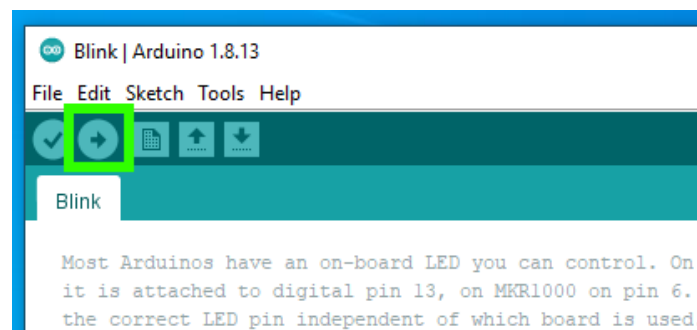 Blink | Arduino 1.8.13
File Edit Sketch Tools Help
Blink
Most Arduinos have an on-board LED you can control. On
it is attached to digital pin 13, on MKR1000 on pin 6.
the correct LED pin independent of which board is used